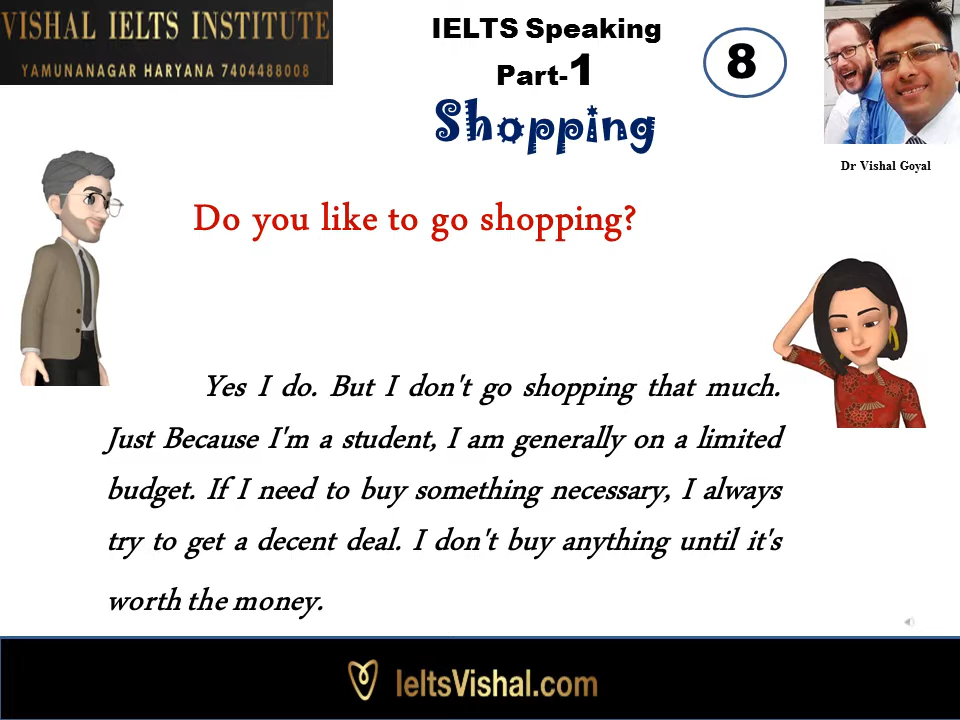 VISHAL IELTS INSTITUTE
YAMUNANAGAR HARYANA 7404488008
IELTS Speaking
Part-1
Shopping
8
Dr Vishal Goyal
Do you like to go shopping?
Yes I do. But I don't go shopping that much.
Just Because I'm a student, I am generally on a limited
budget. If I need to buy something necessary, I always
try to get a decent deal. I don't buy anything until it's
worth the money.
IeltsVishal.com